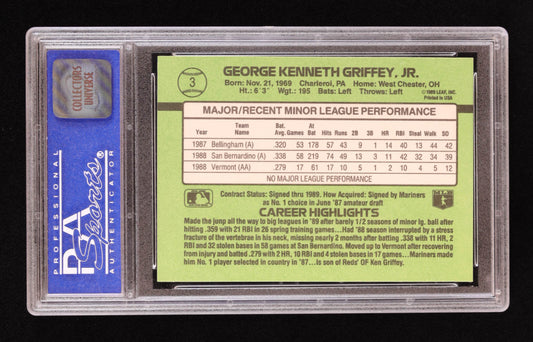 COLLECTORS
UNIVERSE
PROFESSIONAL
PSA
Sports
AUTHENTICATOR
3
GEORGE KENNETH GRIFFEY, JR.
Born: Nov. 21, 1969 Charleroi, PA Home: West Chester, OH
Ht.: 6'3" Wgt.: 195 Bats: Left Throws: Left
©1989 LEAF, INC.
Printed in USA
MAJOR/RECENT MINOR LEAGUE PERFORMANCE
Year Team Name Bat. Avg. Games At Bat Hits Runs 2B 3B HR RBI Steal Walk SO
1987 Bellingham (A) .320 53 178 57 43 9 1 14 40 13 44 42
1988 San Bernardino (A) .338 58 219 74 49 13 3 11 42 32 34 39
1988 Vermont (AA) .279 17 61 17 10 5 1 2 10 4 5 12
NO MAJOR LEAGUE PERFORMANCE
Contract Status: Signed thru 1989. How Acquired: Signed by Mariners
as No. 1 choice in June '87 amateur draft
CAREER HIGHLIGHTS
Made the jump all the way to big leagues in '89 after barely 1/2 seasons of minor lg. ball after
hitting .359 with 21 RBI in 26 spring training games...Had '88 season interrupted by a stress
fracture of the vertebrae in his neck, missing nearly 2 months after batting .338 with 11 HR, 2
RBI and 32 stolen bases in 58 games at San Bernardino. Moved up to Vermont after recovering
from injury and batted .279 with 2 HR, 10 RBI and 4 stolen bases in 17 games...Mariners made
him No. 1 player selected in country in '87...Is son of Reds' OF Ken Griffey.